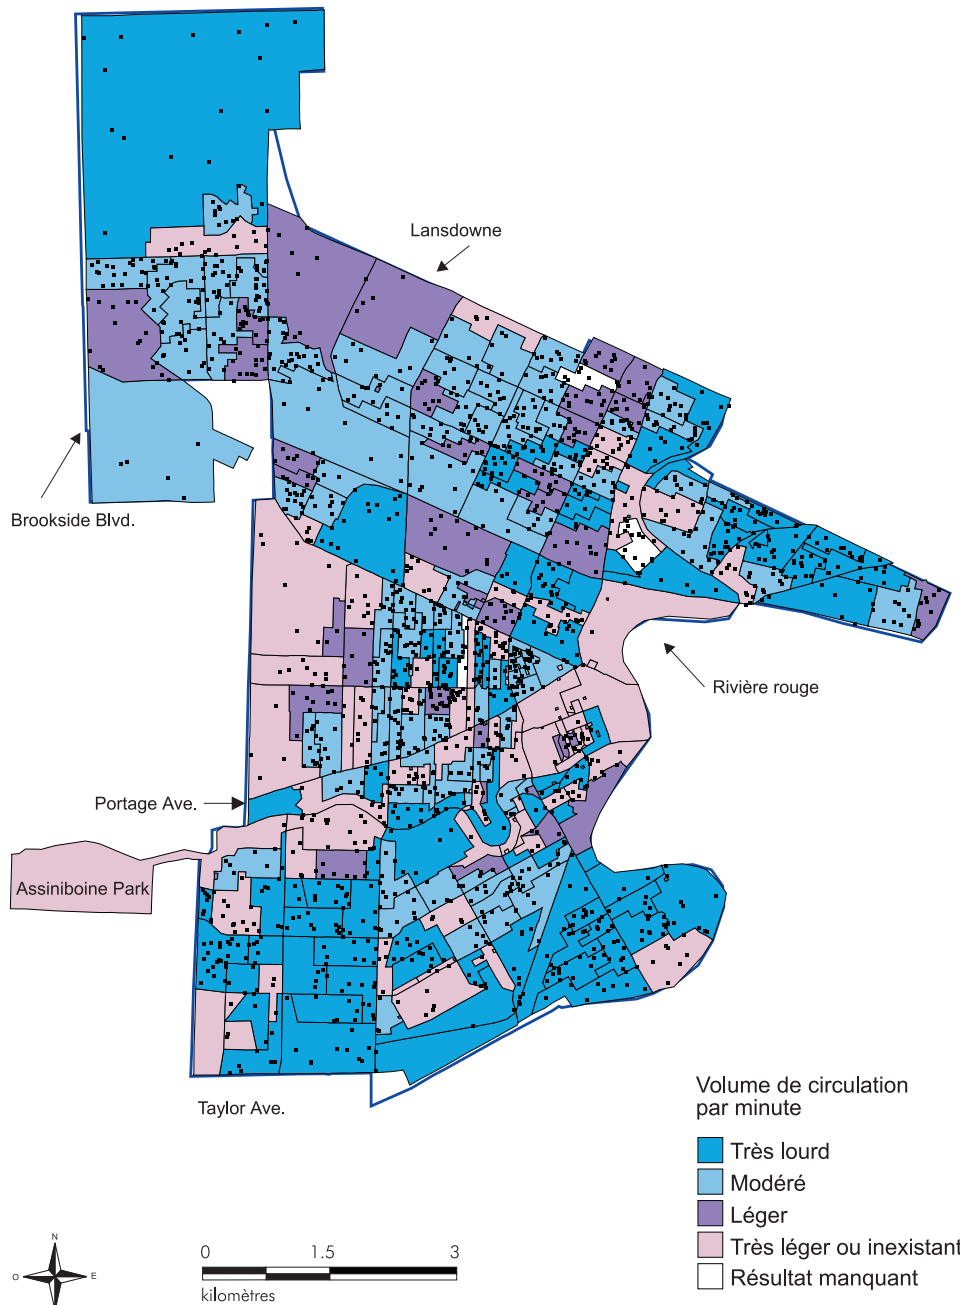 Lansdowne
Brookside Blvd.
Rivière rouge
Portage Ave.
Assiniboine Park
Taylor Ave.
Volume de circulation
par minute
Très lourd
Modéré
Léger
Très léger ou inexistant
Résultat manquant
N
O
E
0 1.5 3
kilomètres